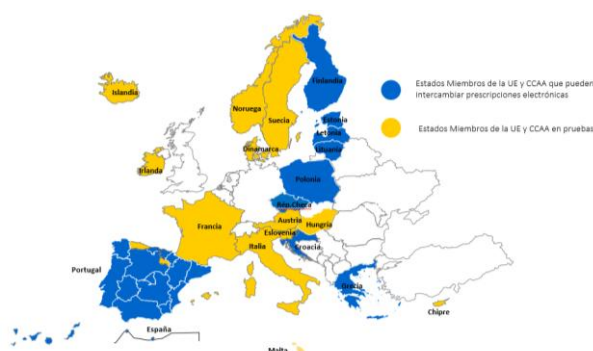 Islandia
Finlandia
Estados Miembros de la UE y CCAA que pueden
intercambiar prescripciones electrónicas
Noruega
Suecia
Estonia
Letonia
Lituania
Estados Miembros de la UE y CCAA en pruebas
Dinamarca
Irlanda
Polonia
Rep.Checa
Francia
Austria
Hungría
Eslovenia
Italia
Croacia
Portugal
Grecia
Chipre
España
Malta